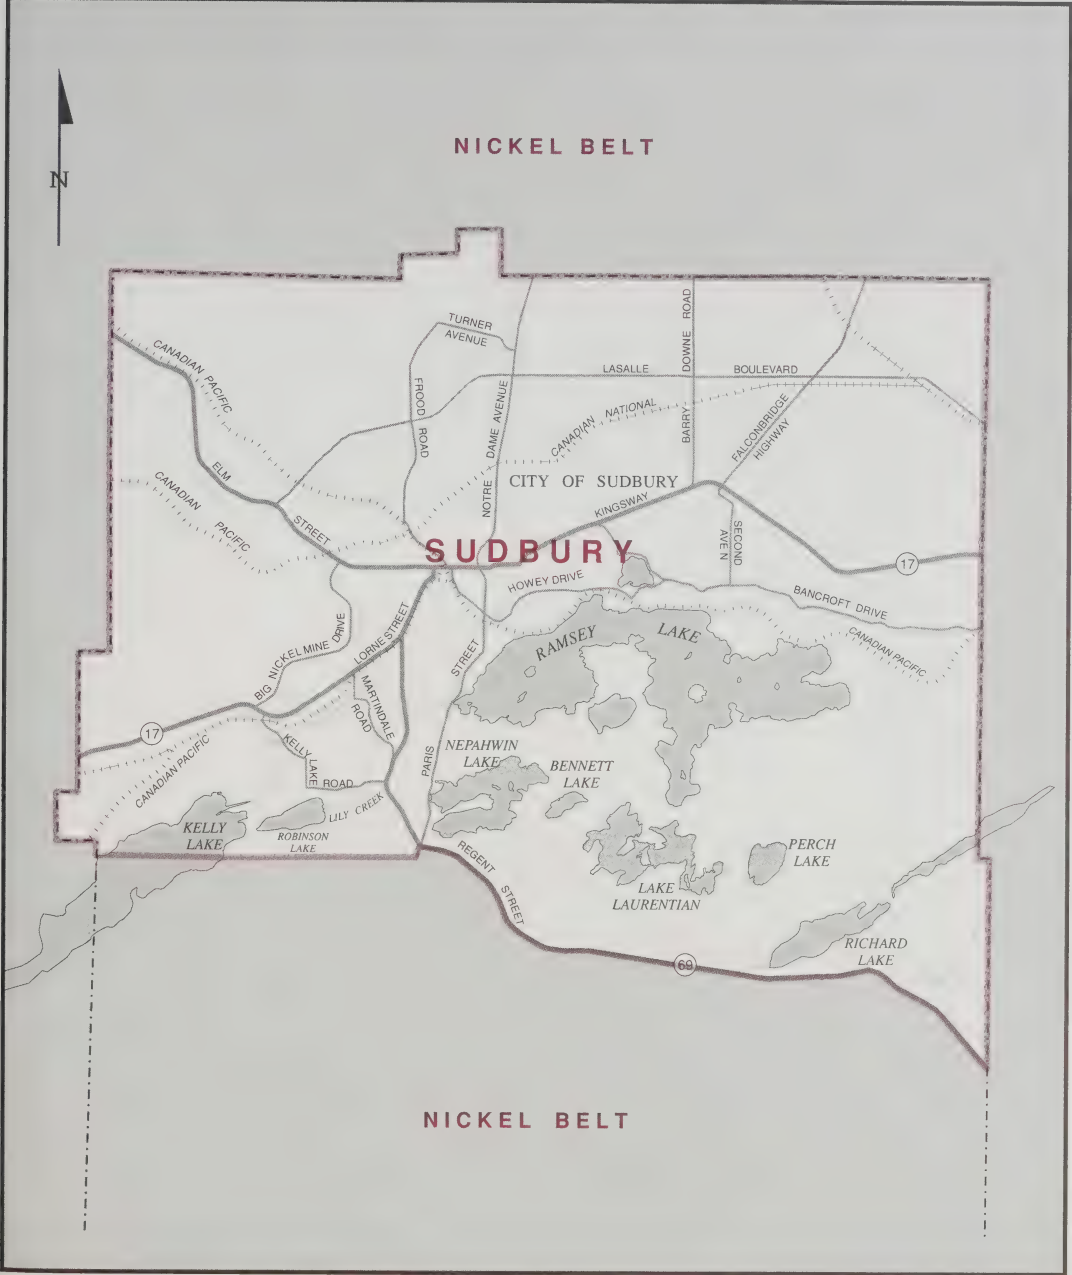 NICKEL BELT
N
TURNER
AVENUE
CANADIAN PACIFIC
FROOD ROAD
NOTRE DAME AVENUE
LASALLE BOULEVARD
BARRY DOWNE ROAD
CANADIAN NATIONAL
FALCONBRIDGE
HIGHWAY
ELM STREET
CANADIAN PACIFIC
CITY OF SUDBURY
KINGSWAY
SUDBURY
SECOND
AVEN
17
HOWEY DRIVE
BANCROFT DRIVE
CANADIAN PACIFIC
RAMSEY LAKE
BIG NICKEL MINE DRIVE
LORNE STREET
MARTINDALE
ROAD
PARIS STREET
17
CANADIAN PACIFIC
KELLY LAKE ROAD
NEPAHWIN
LAKE
BENNETT
LAKE
LILY CREEK
KELLY
LAKE
ROBINSON
LAKE
REGENT STREET
PERCH
LAKE
LAKE
LAURENTIAN
RICHARD
LAKE
69
NICKEL BELT